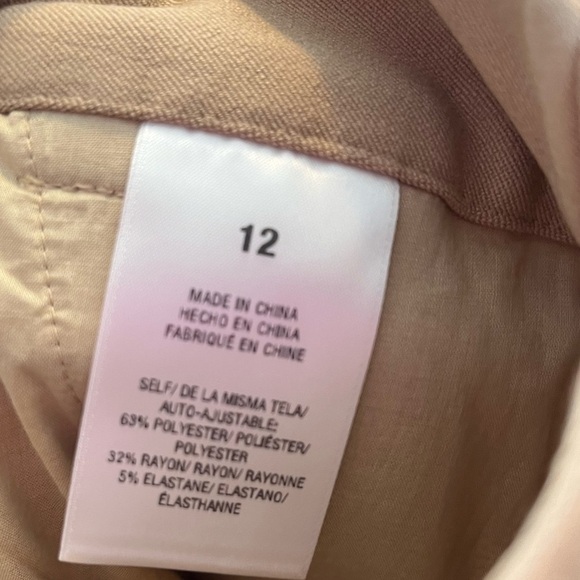 12
MADE IN CHINA
HECHO EN CHINA
FABRIQUÉ EN CHINE
SELF/ DE LA MISMA TELA/
AUTO-AJUSTABLE:
63% POLYESTER/ POLIÉSTER/
POLYESTER
32% RAYON/ RAYON/ RAYONNE
5% ELASTANE/ ELASTANO/
ÉLASTHANNE